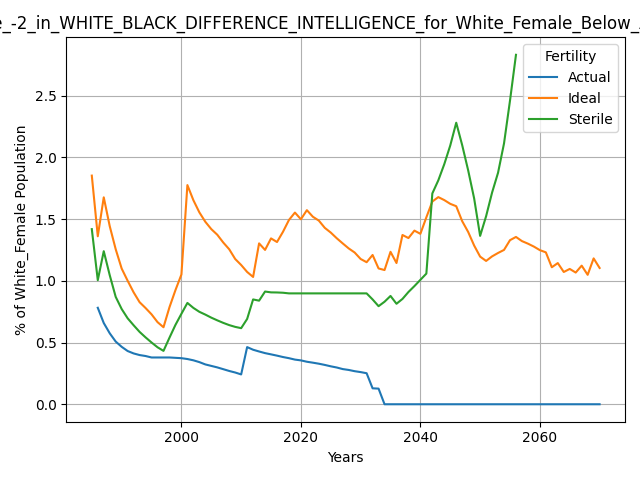 _-2_in_WHITE_BLACK_DIFFERENCE_INTELLIGENCE_for_White_Female_Below_
Fertility
Actual
Ideal
Sterile
% of White_Female Population
2.5
2.0
1.5
1.0
0.5
0.0
2000 2020 2040 2060
Years